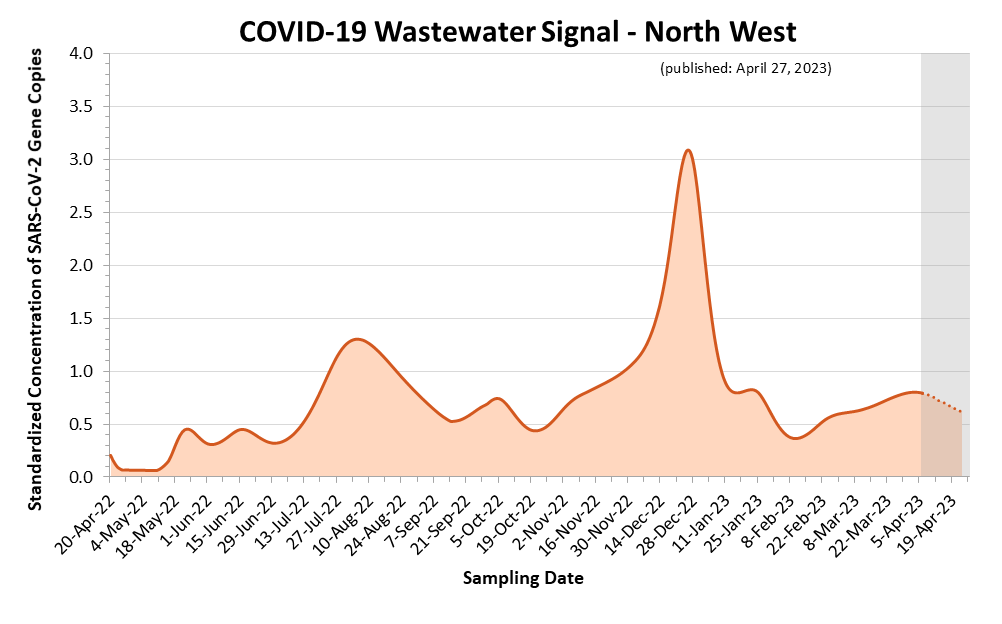 COVID-19 Wastewater Signal - North West
(published: April 27, 2023)
Standardized Concentration of SARS-CoV-2 Gene Copies
4.0
3.5
3.0
2.5
2.0
1.5
1.0
0.5
0.0
20-Apr-22
4-May-22
18-May-22
1-Jun-22
15-Jun-22
29-Jun-22
13-Jul-22
27-Jul-22
10-Aug-22
24-Aug-22
7-Sep-22
21-Sep-22
5-Oct-22
19-Oct-22
2-Nov-22
16-Nov-22
30-Nov-22
14-Dec-22
28-Dec-22
11-Jan-23
25-Jan-23
8-Feb-23
22-Feb-23
8-Mar-23
22-Mar-23
5-Apr-23
19-Apr-23
Sampling Date